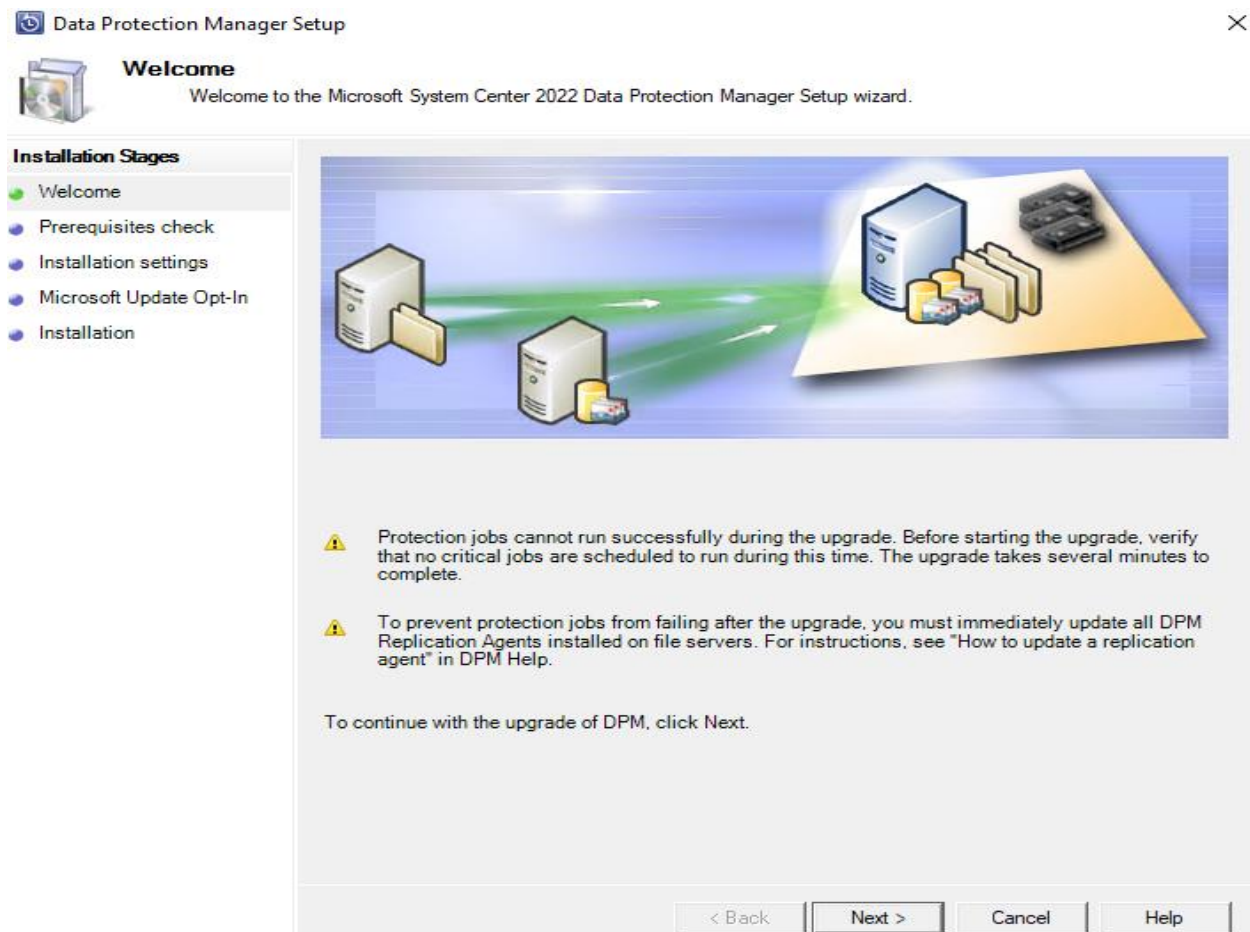 Data Protection Manager Setup
Welcome
Welcome to the Microsoft System Center 2022 Data Protection Manager Setup wizard.
Installation Stages
Welcome
Prerequisites check
Installation settings
Microsoft Update Opt-In
Installation
Protection jobs cannot run successfully during the upgrade. Before starting the upgrade, verify
that no critical jobs are scheduled to run during this time. The upgrade takes several minutes to
complete.
To prevent protection jobs from failing after the upgrade, you must immediately update all DPM
Replication Agents installed on file servers. For instructions, see "How to update a replication
agent" in DPM Help.
To continue with the upgrade of DPM, click Next.
< Back
Next >
Cancel
Help